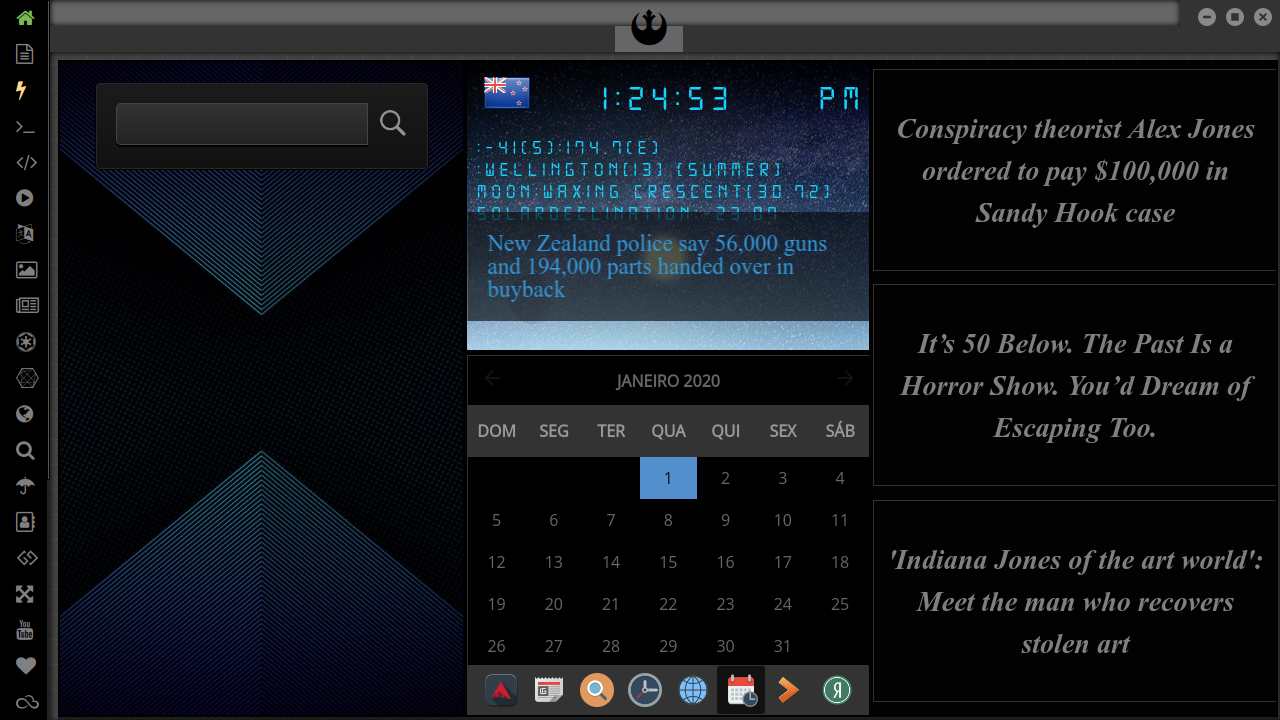 1:24:53 PM
:-41(S):174.7(E)
:WELLINGTON(13) (SUMMER)
MOON:WAXING CRESCENT(30 72)
New Zealand police say 56,000 guns
and 194,000 parts handed over in
buyback
JANEIRO 2020
DOM SEG TER QUA QUI SEX SÁB
1 2 3 4
5 6 7 8 9 10 11
12 13 14 15 16 17 18
19 20 21 22 23 24 25
26 27 28 29 30 31
Conspiracy theorist Alex Jones
ordered to pay $100,000 in
Sandy Hook case
It’s 50 Below. The Past Is a
Horror Show. You’d Dream of
Escaping Too.
'Indiana Jones of the art world':
Meet the man who recovers
stolen art
You
Tube